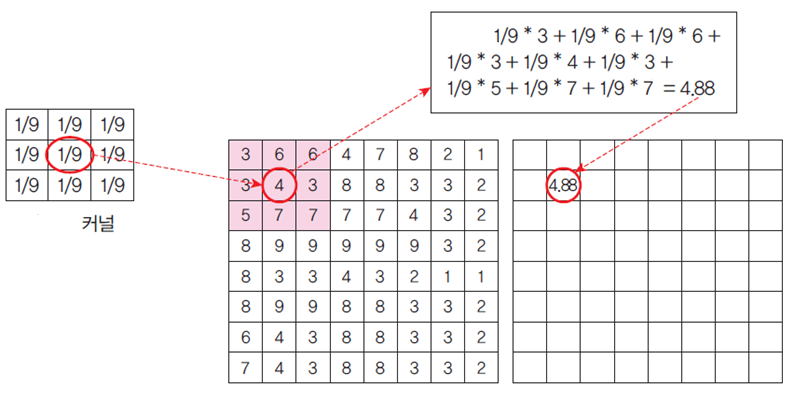 1/9 * 3 + 1/9 * 6 + 1/9 * 6 +
1/9 * 3 + 1/9 * 4 + 1/9 * 3 +
1/9 * 5 + 1/9 * 7 + 1/9 * 7 = 4.88
1/9 1/9 1/9
1/9 1/9 1/9
1/9 1/9 1/9
커널
3 6 6 4 7 8 2 1
3 4 3 8 8 3 3 2
5 7 7 7 7 4 3 2
8 9 9 9 9 9 3 2
8 3 3 4 3 2 1 1
8 9 9 8 8 3 3 2
6 4 3 8 8 3 3 2
7 4 3 8 8 3 3 2
4.88